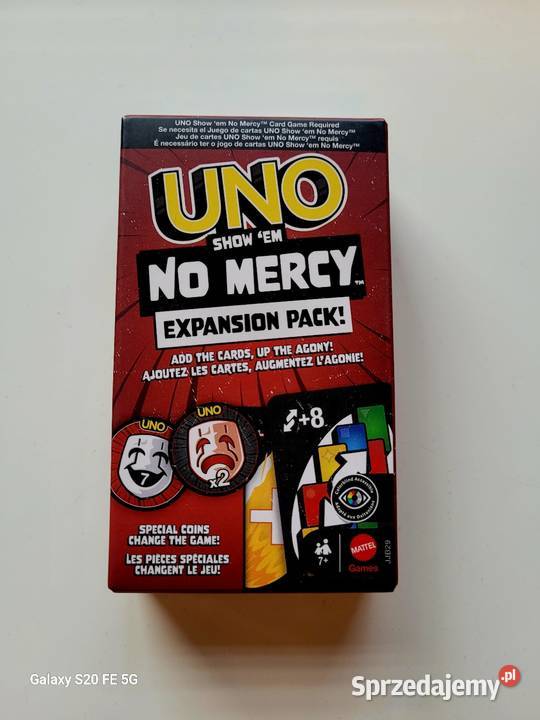 UNO Show 'em No Mercy™ Card Game Required
Se necesita el Juego de cartas UNO Show 'em No Mercy™
Jeu de cartes UNO Show 'em No Mercy™ requis
É necessário ter o jogo de cartas UNO Show 'em No Mercy™
UNO
SHOW 'EM
NO MERCY™
EXPANSION PACK!
ADD THE CARDS, UP THE AGONY!
AJOUTEZ LES CARTES, AUGMENTEZ L'AGONIE!
UNO
7
UNO
x2
+8
Colorblind Accessible
SPECIAL COINS
CHANGE THE GAME!
LES PIÈCES SPÉCIALES
CHANGENT LE JEU!
7+
MATTEL
Games
JJB29
Galaxy S20 FE 5G
Sprzedajemy.pl